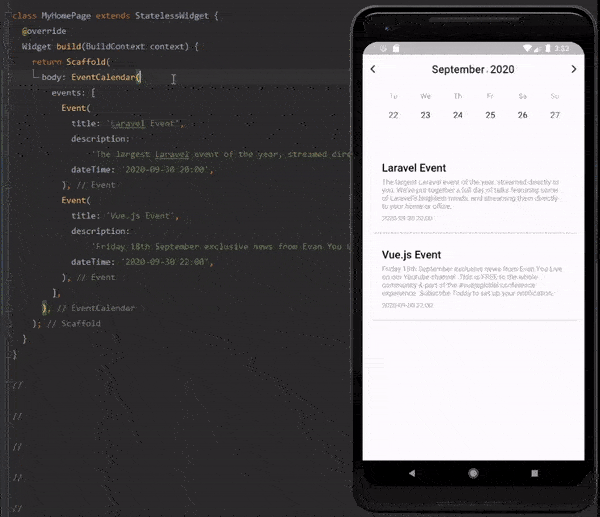 class MyHomePage extends StatelessWidget {
@override
Widget build(BuildContext context) {
return Scaffold(
body: EventCalendar(
events: [
Event(
title: 'Laravel Event',
description:
'The largest Laravel event of the year, streamed dire
dateTime: '2020-09-30 20:00',
), // Event
Event(
title: 'Vue.js Event',
description:
'Friday 18th September exclusive news from Evan You L
dateTime: '2020-09-30 22:00',
), // Event
],
), // EventCalendar
); // Scaffold
}
}
//
//
//
//
//
3:32
September , 2020
Tu We Th Fr Sa Su
22 23 24 25 26 27
Laravel Event
The largest Laravel event of the year, streamed directly to
you. We've put together a full day of talks featuring some
of Laravel's brightest minds, and streaming them directly
to your home or office.
2020-09-30 20:00
Vue.js Event
Friday 18th September exclusive news from Evan You Live
on our Youtube channel. This is FREE to the whole
community & part of the conference
experience. Subscribe Today to set up your notification.
2020-09-30 22:00